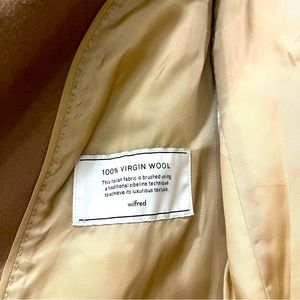 100% VIRGIN WOOL
This Italian fabric is brushed using
a traditional zibeline technique
to achieve its luxurious texture.
wilfred